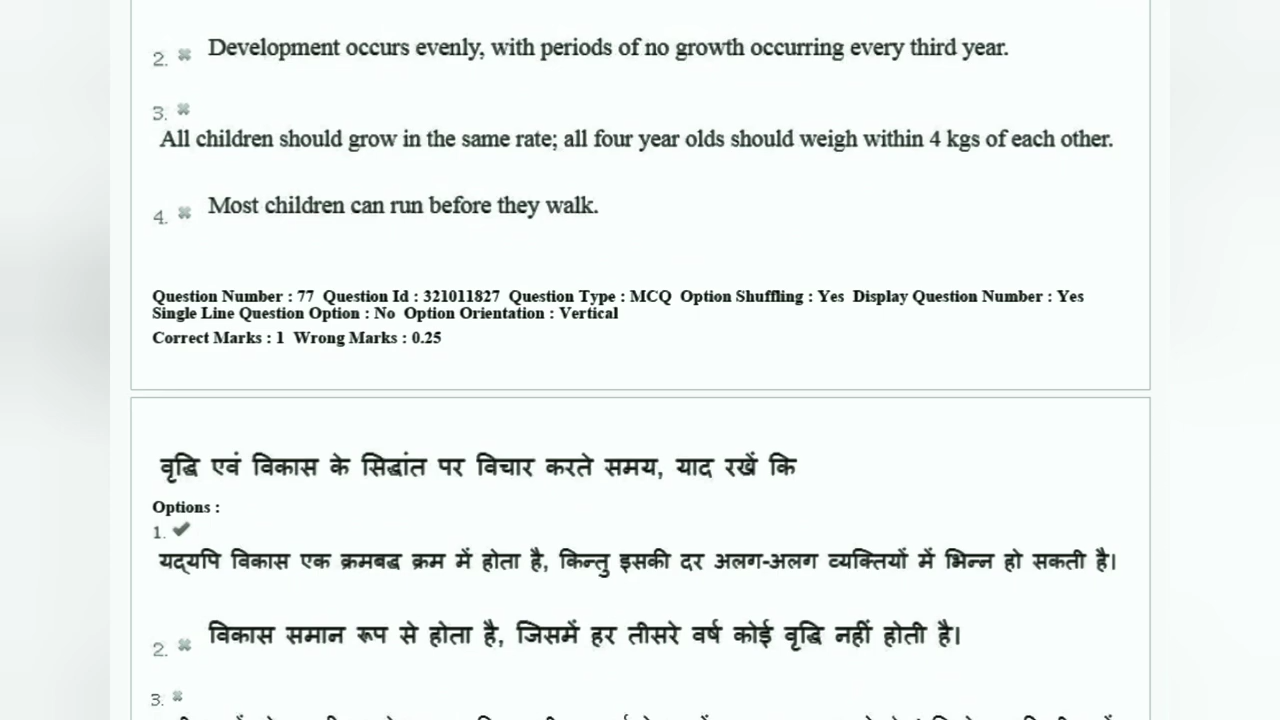 2. Development occurs evenly, with periods of no growth occurring every third year.
3.
All children should grow in the same rate; all four year olds should weigh within 4 kgs of each other.
4. Most children can run before they walk.
Question Number : 77 Question Id : 321011827 Question Type : MCQ Option Shuffling : Yes Display Question Number : Yes
Single Line Question Option : No Option Orientation : Vertical
Correct Marks : 1 Wrong Marks : 0.25
वृद्धि एवं विकास के सिद्धांत पर विचार करते समय, याद रखें कि
Options :
1.
यद्यपि विकास एक क्रमबद्ध क्रम में होता है, किन्तु इसकी दर अलग-अलग व्यक्तियों में भिन्न हो सकती है।
2. विकास समान रूप से होता है, जिसमें हर तीसरे वर्ष कोई वृद्धि नहीं होती है।
3.